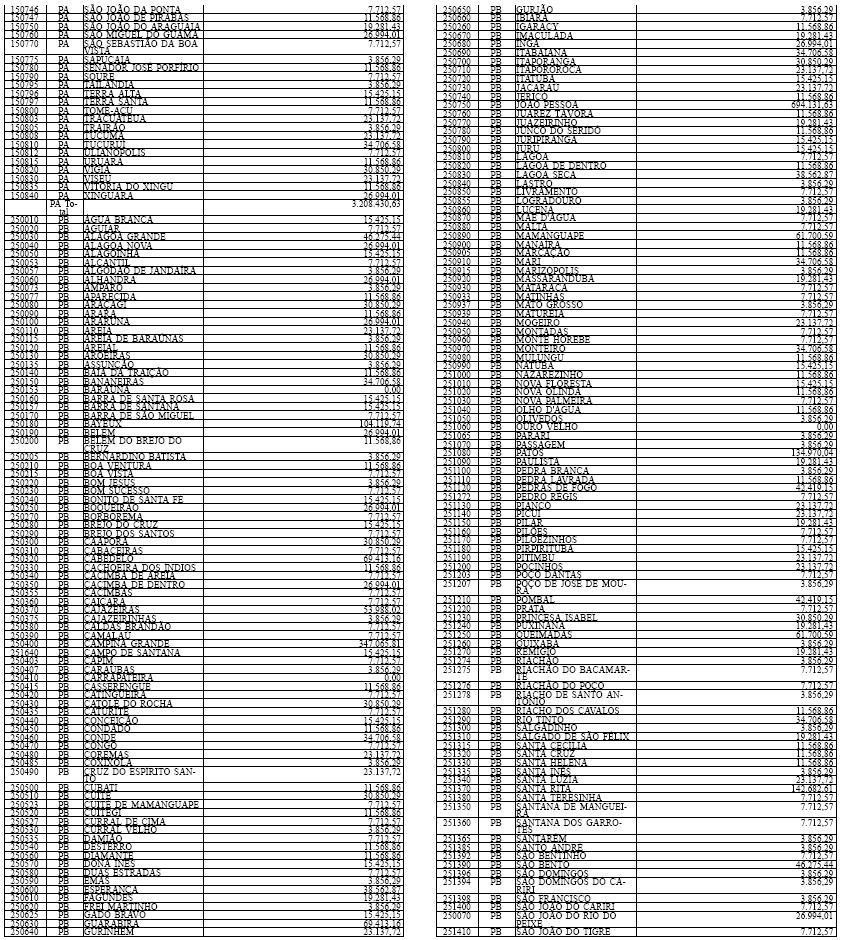 150746 PA SÃO JOÃO DA PONTA 7.712,57
150747 PA SÃO JOÃO DE PIRABAS 11.568,86
150750 PA SÃO JOÃO DO ARAGUAIA 19.281,43
150760 PA SÃO MIGUEL DO GUAMÁ 26.994,01
150770 PA SÃO SEBASTIÃO DA BOA 7.712,57
VISTA
150775 PA SAPUCAIA 3.856,29
150780 PA SENADOR JOSÉ PORFÍRIO 11.568,86
150790 PA SOURE 7.712,57
150795 PA TAILÂNDIA 3.856,29
150796 PA TERRA ALTA 15.425,15
150797 PA TERRA SANTA 11.568,86
150800 PA TOMÉ-AÇU 7.712,57
150803 PA TRACUATEUA 23.137,72
150805 PA TRAIRÃO 3.856,29
150808 PA TUCUMÃ 23.137,72
150810 PA TUCURUÍ 34.706,58
150812 PA ULIANÓPOLIS 7.712,57
150815 PA URUARÁ 11.568,86
150820 PA VIGIA 30.850,29
150830 PA VISEU 23.137,72
150835 PA VITÓRIA DO XINGU 11.568,86
150840 PA XINGUARA 26.994,01
PA To- 3.208.430,63
tal
250010 PB ÁGUA BRANCA 15.425,15
250020 PB AGUIAR 7.712,57
250030 PB ALAGOA GRANDE 46.275,44
250040 PB ALAGOA NOVA 26.994,01
250050 PB ALAGOINHA 15.425,15
250053 PB ALCANTIL 7.712,57
250057 PB ALGODÃO DE JANDAÍRA 3.856,29
250060 PB ALHANDRA 26.994,01
250073 PB AMPARO 3.856,29
250077 PB APARECIDA 11.568,86
250080 PB ARAÇAGI 30.850,29
250090 PB ARARA 11.568,86
250100 PB ARARUNA 26.994,01
250110 PB AREIA 23.137,72
250115 PB AREIA DE BARAÚNAS 3.856,29
250120 PB AREIAL 11.568,86
250130 PB AROEIRAS 30.850,29
250135 PB ASSUNÇÃO 3.856,29
250140 PB BAÍA DA TRAIÇÃO 11.568,86
250150 PB BANANEIRAS 34.706,58
250153 PB BARAÚNA 0,00
250160 PB BARRA DE SANTA ROSA 15.425,15
250157 PB BARRA DE SANTANA 15.425,15
250170 PB BARRA DE SÃO MIGUEL 7.712,57
250180 PB BAYEUX 104.119,74
250190 PB BELÉM 26.994,01
250200 PB BELÉM DO BREJO DO 11.568,86
CRUZ
250205 PB BERNARDINO BATISTA 3.856,29
250210 PB BOA VENTURA 11.568,86
250215 PB BOA VISTA 7.712,57
250220 PB BOM JESUS 3.856,29
250230 PB BOM SUCESSO 7.712,57
250240 PB BONITO DE SANTA FÉ 15.425,15
250250 PB BOQUEIRÃO 26.994,01
250270 PB BORBOREMA 7.712,57
250280 PB BREJO DO CRUZ 15.425,15
250290 PB BREJO DOS SANTOS 7.712,57
250300 PB CAAPORÃ 30.850,29
250310 PB CABACEIRAS 7.712,57
250320 PB CABEDELO 69.413,16
250330 PB CACHOEIRA DOS ÍNDIOS 11.568,86
250340 PB CACIMBA DE AREIA 7.712,57
250350 PB CACIMBA DE DENTRO 26.994,01
250355 PB CACIMBAS 7.712,57
250360 PB CAIÇARA 7.712,57
250370 PB CAJAZEIRAS 53.988,02
250375 PB CAJAZEIRINHAS 3.856,29
250380 PB CALDAS BRANDÃO 7.712,57
250390 PB CAMALAÚ 7.712,57
250400 PB CAMPINA GRANDE 347.065,81
251640 PB CAMPO DE SANTANA 15.425,15
250403 PB CAPIM 7.712,57
250407 PB CARAÚBAS 3.856,29
250410 PB CARRAPATEIRA 0,00
250415 PB CASSERENGUE 11.568,86
250420 PB CATINGUEIRA 7.712,57
250430 PB CATOLÉ DO ROCHA 30.850,29
250435 PB CATURITÉ 7.712,57
250440 PB CONCEIÇÃO 15.425,15
250450 PB CONDADO 11.568,86
250460 PB CONDE 34.706,58
250470 PB CONGO 7.712,57
250480 PB COREMAS 23.137,72
250485 PB COXIXOLA 3.856,29
250490 PB CRUZ DO ESPÍRITO SAN- 23.137,72
TO
250500 PB CUBATI 11.568,86
250510 PB CUITÉ 30.850,29
250523 PB CUITÉ DE MAMANGUAPE 7.712,57
250520 PB CUITEGI 11.568,86
250527 PB CURRAL DE CIMA 7.712,57
250530 PB CURRAL VELHO 3.856,29
250535 PB DAMIÃO 7.712,57
250540 PB DESTERRO 11.568,86
250560 PB DIAMANTE 11.568,86
250570 PB DONA INÊS 15.425,15
250580 PB DUAS ESTRADAS 7.712,57
250590 PB EMAS 3.856,29
250600 PB ESPERANÇA 38.562,87
250610 PB FAGUNDES 19.281,43
250620 PB FREI MARTINHO 3.856,29
250625 PB GADO BRAVO 15.425,15
250630 PB GUARABIRA 69.413,16
250640 PB GURINHÉM 23.137,72
250650 PB GURJÃO 3.856,29
250660 PB IBIARA 7.712,57
250260 PB IGARACY 11.568,86
250670 PB IMACULADA 19.281,43
250680 PB INGÁ 26.994,01
250690 PB ITABAIANA 34.706,58
250700 PB ITAPORANGA 30.850,29
250710 PB ITAPOROROCA 23.137,72
250720 PB ITATUBA 15.425,15
250730 PB JACARAÚ 23.137,72
250740 PB JERICÓ 11.568,86
250750 PB JOÃO PESSOA 694.131,63
250760 PB JUAREZ TÁVORA 11.568,86
250770 PB JUAZEIRINHO 19.281,43
250780 PB JUNCO DO SERIDÓ 11.568,86
250790 PB JURIPIRANGA 15.425,15
250800 PB JURU 15.425,15
250810 PB LAGOA 7.712,57
250820 PB LAGOA DE DENTRO 11.568,86
250830 PB LAGOA SECA 38.562,87
250840 PB LASTRO 3.856,29
250850 PB LIVRAMENTO 7.712,57
250855 PB LOGRADOURO 3.856,29
250860 PB LUCENA 19.281,43
250870 PB MÃE D'ÁGUA 7.712,57
250880 PB MALTA 7.712,57
250890 PB MAMANGUAPE 61.700,59
250900 PB MANAÍRA 11.568,86
250905 PB MARCAÇÃO 11.568,86
250910 PB MARI 34.706,58
250915 PB MARIZÓPOLIS 3.856,29
250920 PB MASSARANDUBA 19.281,43
250930 PB MATARACA 7.712,57
250933 PB MATINHAS 7.712,57
250937 PB MATO GROSSO 3.856,29
250939 PB MATURÉIA 7.712,57
250940 PB MOGEIRO 23.137,72
250950 PB MONTADAS 7.712,57
250960 PB MONTE HOREBE 7.712,57
250970 PB MONTEIRO 34.706,58
250980 PB MULUNGU 11.568,86
250990 PB NATUBA 15.425,15
251000 PB NAZAREZINHO 11.568,86
251010 PB NOVA FLORESTA 15.425,15
251020 PB NOVA OLINDA 11.568,86
251030 PB NOVA PALMEIRA 7.712,57
251040 PB OLHO D'ÁGUA 11.568,86
251050 PB OLIVEDOS 3.856,29
251060 PB OURO VELHO 0,00
251065 PB PARARI 3.856,29
251070 PB PASSAGEM 3.856,29
251080 PB PATOS 134.970,04
251090 PB PAULISTA 19.281,43
251100 PB PEDRA BRANCA 3.856,29
251110 PB PEDRA LAVRADA 11.568,86
251120 PB PEDRAS DE FOGO 42.419,15
251272 PB PEDRO RÉGIS 7.712,57
251130 PB PIANCÓ 23.137,72
251140 PB PICUÍ 23.137,72
251150 PB PILAR 19.281,43
251160 PB PILÕES 7.712,57
251170 PB PILÕEZINHOS 7.712,57
251180 PB PIRPIRITUBA 15.425,15
251190 PB PITIMBU 23.137,72
251200 PB POCINHOS 23.137,72
251203 PB POÇO DANTAS 7.712,57
251207 PB POÇO DE JOSÉ DE MOU- 3.856,29
RA
251210 PB POMBAL 42.419,15
251220 PB PRATA 7.712,57
251230 PB PRINCESA ISABEL 30.850,29
251240 PB PUXINANÃ 19.281,43
251250 PB QUEIMADAS 61.700,59
251260 PB QUIXABÁ 3.856,29
251270 PB REMÍGIO 19.281,43
251274 PB RIACHÃO 3.856,29
251275 PB RIACHÃO DO BACAMAR- 7.712,57
TE
251276 PB RIACHÃO DO POÇO 7.712,57
251278 PB RIACHO DE SANTO AN- 3.856,29
TÔNIO
251280 PB RIACHO DOS CAVALOS 11.568,86
251290 PB RIO TINTO 34.706,58
251300 PB SALGADINHO 3.856,29
251310 PB SALGADO DE SÃO FÉLIX 19.281,43
251315 PB SANTA CECÍLIA 11.568,86
251320 PB SANTA CRUZ 11.568,86
251330 PB SANTA HELENA 11.568,86
251335 PB SANTA INÊS 3.856,29
251340 PB SANTA LUZIA 23.137,72
251370 PB SANTA RITA 142.682,61
251380 PB SANTA TERESINHA 7.712,57
251350 PB SANTANA DE MANGUEI- 7.712,57
RA
251360 PB SANTANA DOS GARRO- 7.712,57
TES
251365 PB SANTARÉM 3.856,29
251385 PB SANTO ANDRÉ 3.856,29
251392 PB SÃO BENTINHO 7.712,57
251390 PB SÃO BENTO 46.275,44
251396 PB SÃO DOMINGOS 3.856,29
251394 PB SÃO DOMINGOS DO CA- 3.856,29
RIRI
251398 PB SÃO FRANCISCO 3.856,29
251400 PB SÃO JOÃO DO CARIRI 7.712,57
250070 PB SÃO JOÃO DO RIO DO 26.994,01
PEIXE
251410 PB SÃO JOÃO DO TIGRE 7.712,57